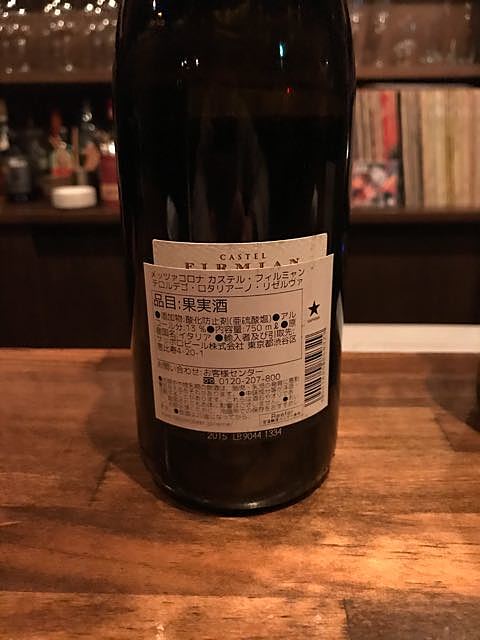 CASTEL
FIRMIAN
メッツァコロナ カステル・フィルミャン
テロルデゴ・ロタリアーノ・リゼルヴァ
品目:果実酒
●添加物:酸化防止剤(亜硫酸塩)●アル
コール分:13%●内容量:750㎖●原
産国名:イタリア ●輸入者及び引取先:
サッポロビール株式会社 東京都渋谷区
恵比寿4-20-1
お問い合わせ:お客様センター
0120-207-800
2015 LB9044 1334